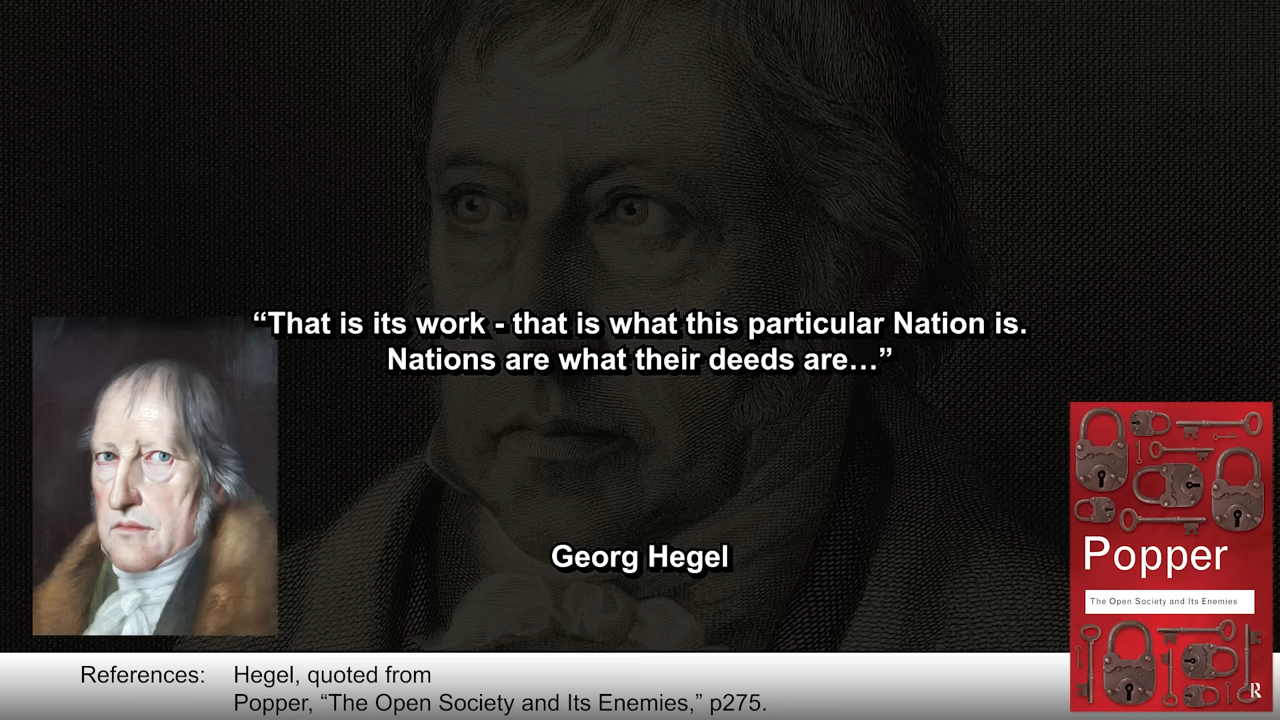 “That is its work - that is what this particular Nation is.
Nations are what their deeds are…”
Georg Hegel
Popper
The Open Society and Its Enemies
R
References: Hegel, quoted from
Popper, “The Open Society and Its Enemies,” p275.